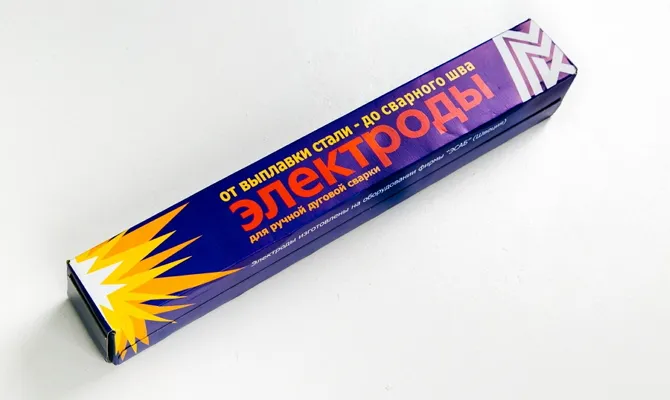 от выплавки стали - до сварного шва
электроды
для ручной дуговой сварки
Электроды изготовлены на оборудовании фирмы "ЭСАБ" (Швеция)